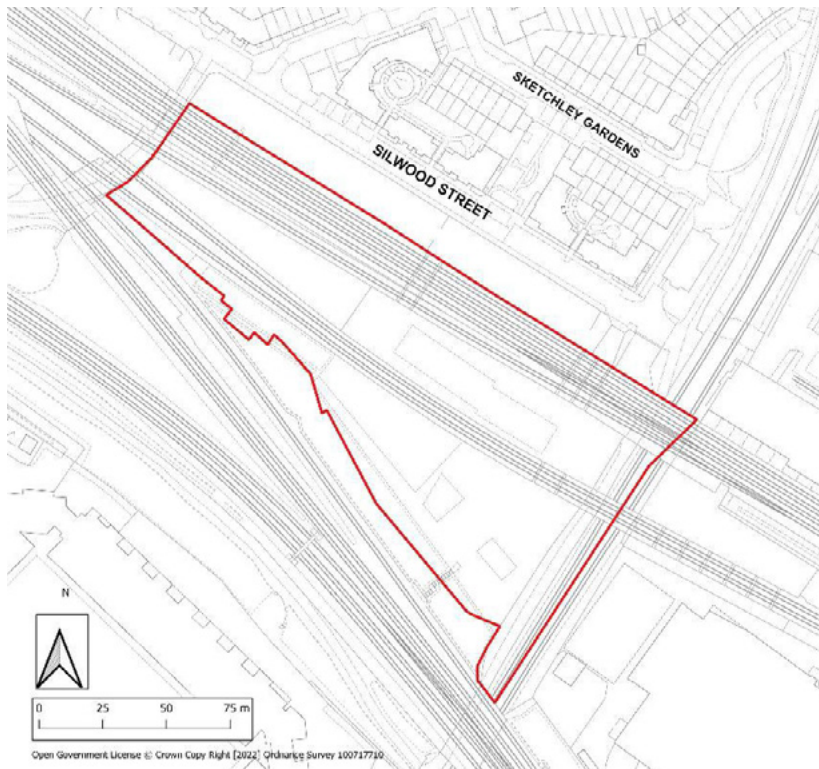 SKETCHLEY GARDENS
SILWOOD STREET
N
0 25 50 75 m
Open Government License © Crown Copy Right [2022] Ordnance Survey 100717710